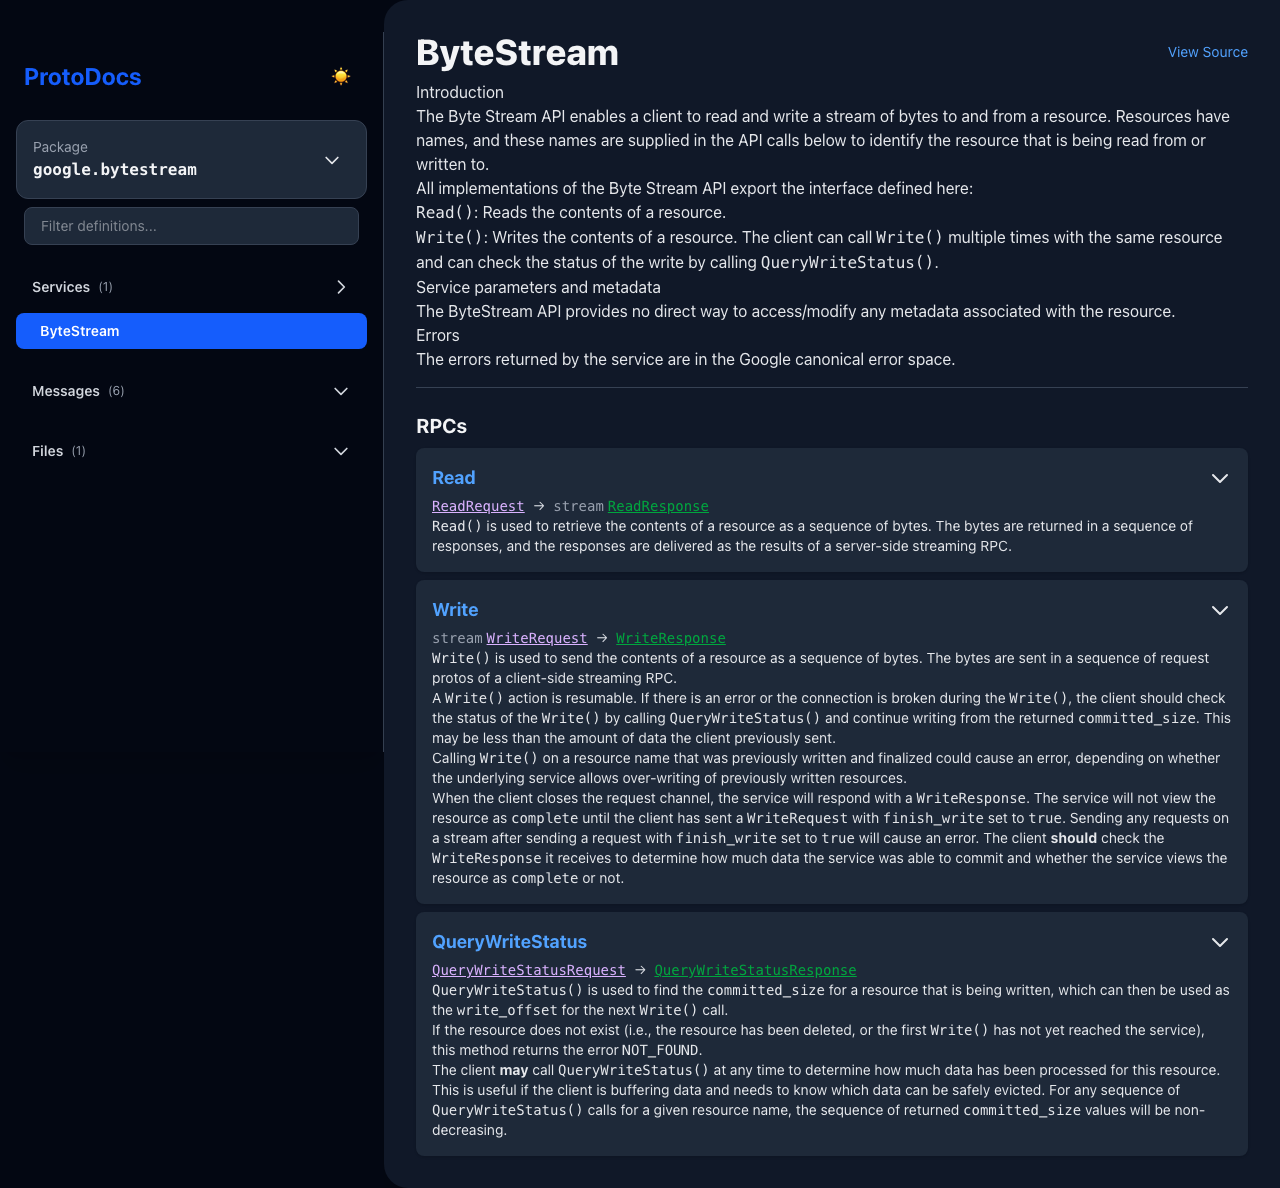 ProtoDocs
Package
google.bytestream
Filter definitions...
Services (1)
ByteStream
Messages (6)
Files (1)
ByteStream
View Source
Introduction
The Byte Stream API enables a client to read and write a stream of bytes to and from a resource. Resources have
names, and these names are supplied in the API calls below to identify the resource that is being read from or
written to.
All implementations of the Byte Stream API export the interface defined here:
Read(): Reads the contents of a resource.
Write(): Writes the contents of a resource. The client can call Write() multiple times with the same resource
and can check the status of the write by calling QueryWriteStatus().
Service parameters and metadata
The ByteStream API provides no direct way to access/modify any metadata associated with the resource.
Errors
The errors returned by the service are in the Google canonical error space.
RPCs
Read
ReadRequest → stream ReadResponse
Read() is used to retrieve the contents of a resource as a sequence of bytes. The bytes are returned in a sequence of
responses, and the responses are delivered as the results of a server-side streaming RPC.
Write
stream WriteRequest → WriteResponse
Write() is used to send the contents of a resource as a sequence of bytes. The bytes are sent in a sequence of request
protos of a client-side streaming RPC.
A Write() action is resumable. If there is an error or the connection is broken during the Write(), the client should check
the status of the Write() by calling QueryWriteStatus() and continue writing from the returned committed_size. This
may be less than the amount of data the client previously sent.
Calling Write() on a resource name that was previously written and finalized could cause an error, depending on whether
the underlying service allows over-writing of previously written resources.
When the client closes the request channel, the service will respond with a WriteResponse. The service will not view the
resource as complete until the client has sent a WriteRequest with finish_write set to true. Sending any requests on
a stream after sending a request with finish_write set to true will cause an error. The client should check the
WriteResponse it receives to determine how much data the service was able to commit and whether the service views the
resource as complete or not.
QueryWriteStatus
QueryWriteStatusRequest → QueryWriteStatusResponse
QueryWriteStatus() is used to find the committed_size for a resource that is being written, which can then be used as
the write_offset for the next Write() call.
If the resource does not exist (i.e., the resource has been deleted, or the first Write() has not yet reached the service),
this method returns the error NOT_FOUND.
The client may call QueryWriteStatus() at any time to determine how much data has been processed for this resource.
This is useful if the client is buffering data and needs to know which data can be safely evicted. For any sequence of
QueryWriteStatus() calls for a given resource name, the sequence of returned committed_size values will be non-
decreasing.